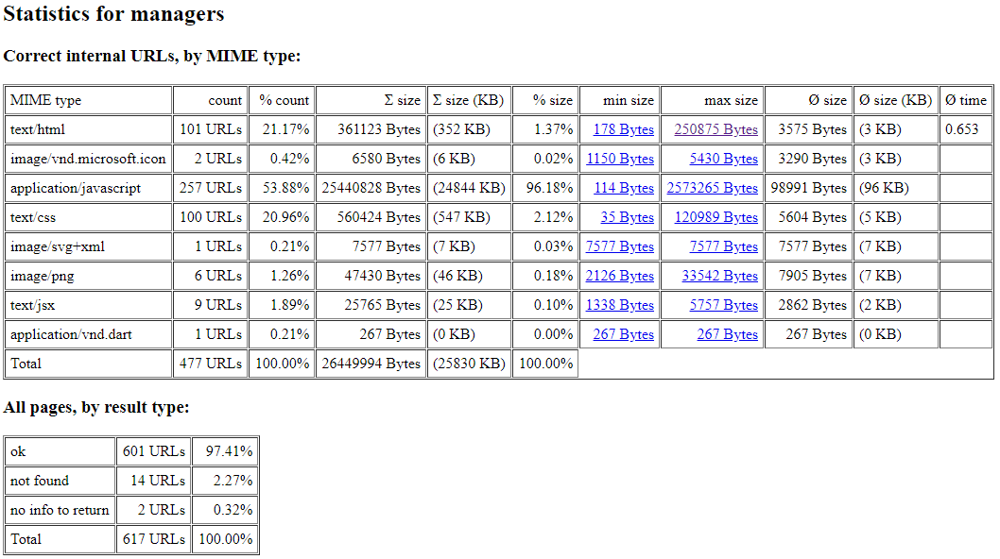 Statistics for managers
Correct internal URLs, by MIME type:
MIME type count % count Σ size Σ size (KB) % size min size max size Ø size Ø size (KB) Ø time
text/html 101 URLs 21.17% 361123 Bytes (352 KB) 1.37% 178 Bytes 250875 Bytes 3575 Bytes (3 KB) 0.653
image/vnd.microsoft.icon 2 URLs 0.42% 6580 Bytes (6 KB) 0.02% 1150 Bytes 5430 Bytes 3290 Bytes (3 KB)
application/javascript 257 URLs 53.88% 25440828 Bytes (24844 KB) 96.18% 114 Bytes 2573265 Bytes 98991 Bytes (96 KB)
text/css 100 URLs 20.96% 560424 Bytes (547 KB) 2.12% 35 Bytes 120989 Bytes 5604 Bytes (5 KB)
image/svg+xml 1 URLs 0.21% 7577 Bytes (7 KB) 0.03% 7577 Bytes 7577 Bytes 7577 Bytes (7 KB)
image/png 6 URLs 1.26% 47430 Bytes (46 KB) 0.18% 2126 Bytes 33542 Bytes 7905 Bytes (7 KB)
text/jsx 9 URLs 1.89% 25765 Bytes (25 KB) 0.10% 1338 Bytes 5757 Bytes 2862 Bytes (2 KB)
application/vnd.dart 1 URLs 0.21% 267 Bytes (0 KB) 0.00% 267 Bytes 267 Bytes 267 Bytes (0 KB)
Total 477 URLs 100.00% 26449994 Bytes (25830 KB) 100.00%
All pages, by result type:
ok 601 URLs 97.41%
not found 14 URLs 2.27%
no info to return 2 URLs 0.32%
Total 617 URLs 100.00%